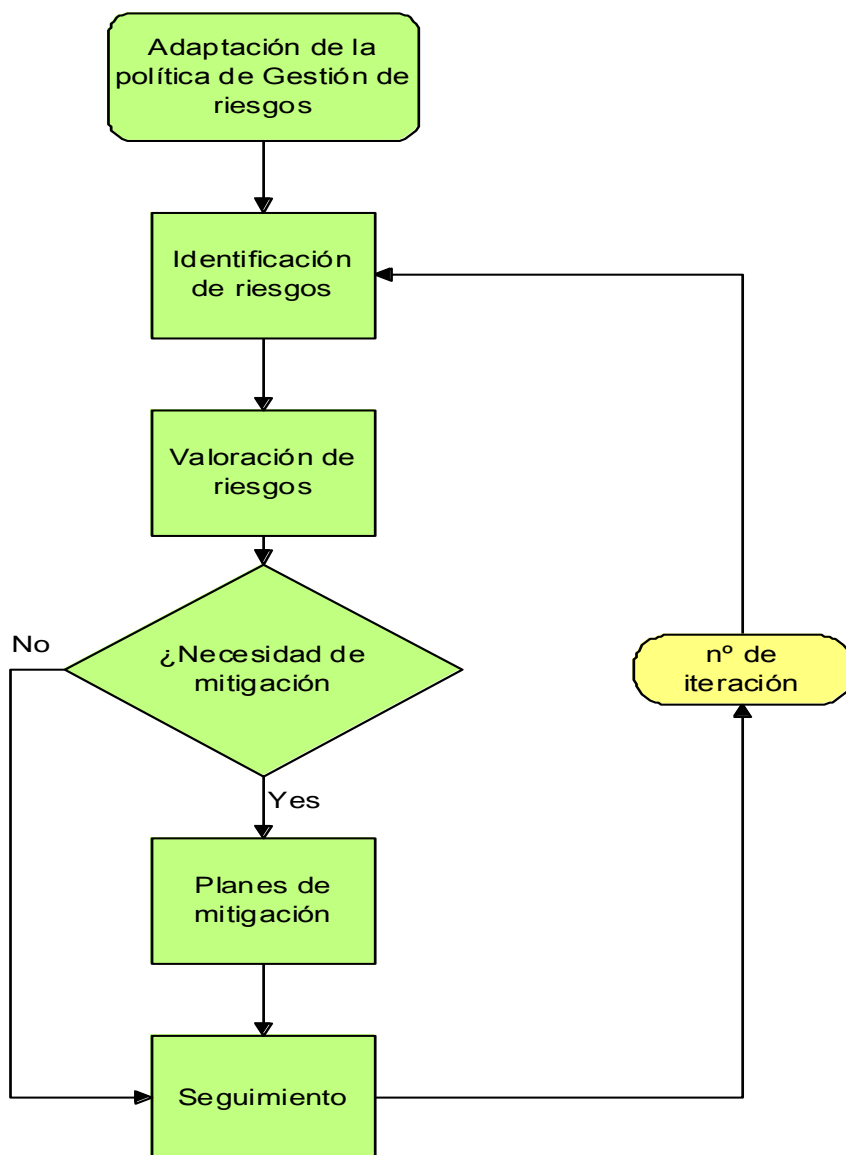 Adaptación de la
política de Gestión de
riesgos
Identificación
de riesgos
Valoración de
riesgos
No
¿Necesidad de
mitigación
nº de
iteración
Yes
Planes de
mitigación
Seguimiento